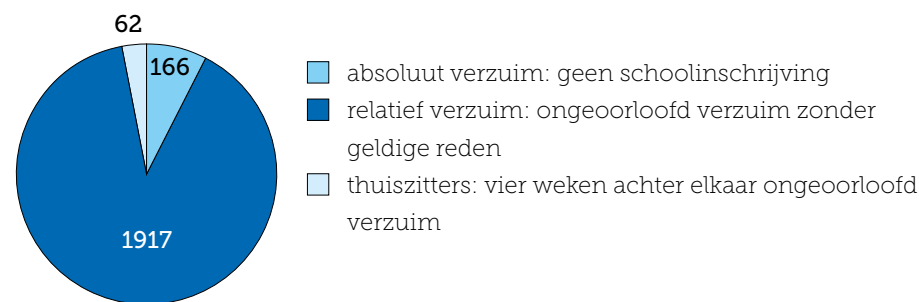 62
166
1917
absoluut verzuim: geen schoolinschrijving
relatief verzuim: ongeoorloofd verzuim zonder
geldige reden
thuiszitters: vier weken achter elkaar ongeoorloofd
verzuim